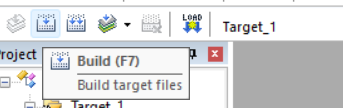 LOAD
Target_1
Project
Build (F7)
Build target files
Target 1